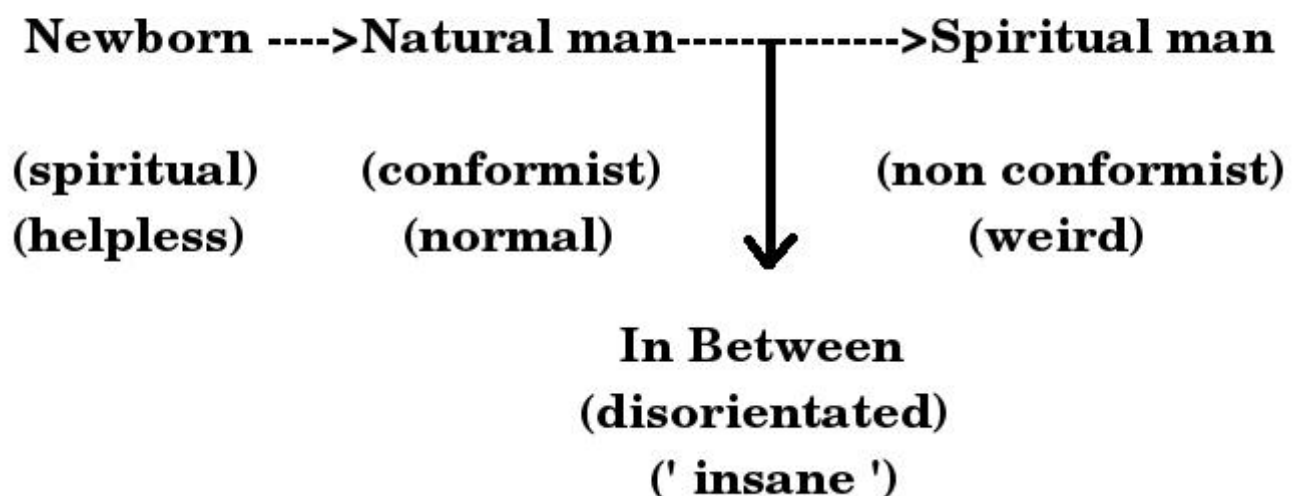 Newborn ---->Natural man-------------->Spiritual man
(spiritual) (conformist) (non conformist)
(helpless) (normal) (weird)
In Between
(disorientated)
(' insane ')